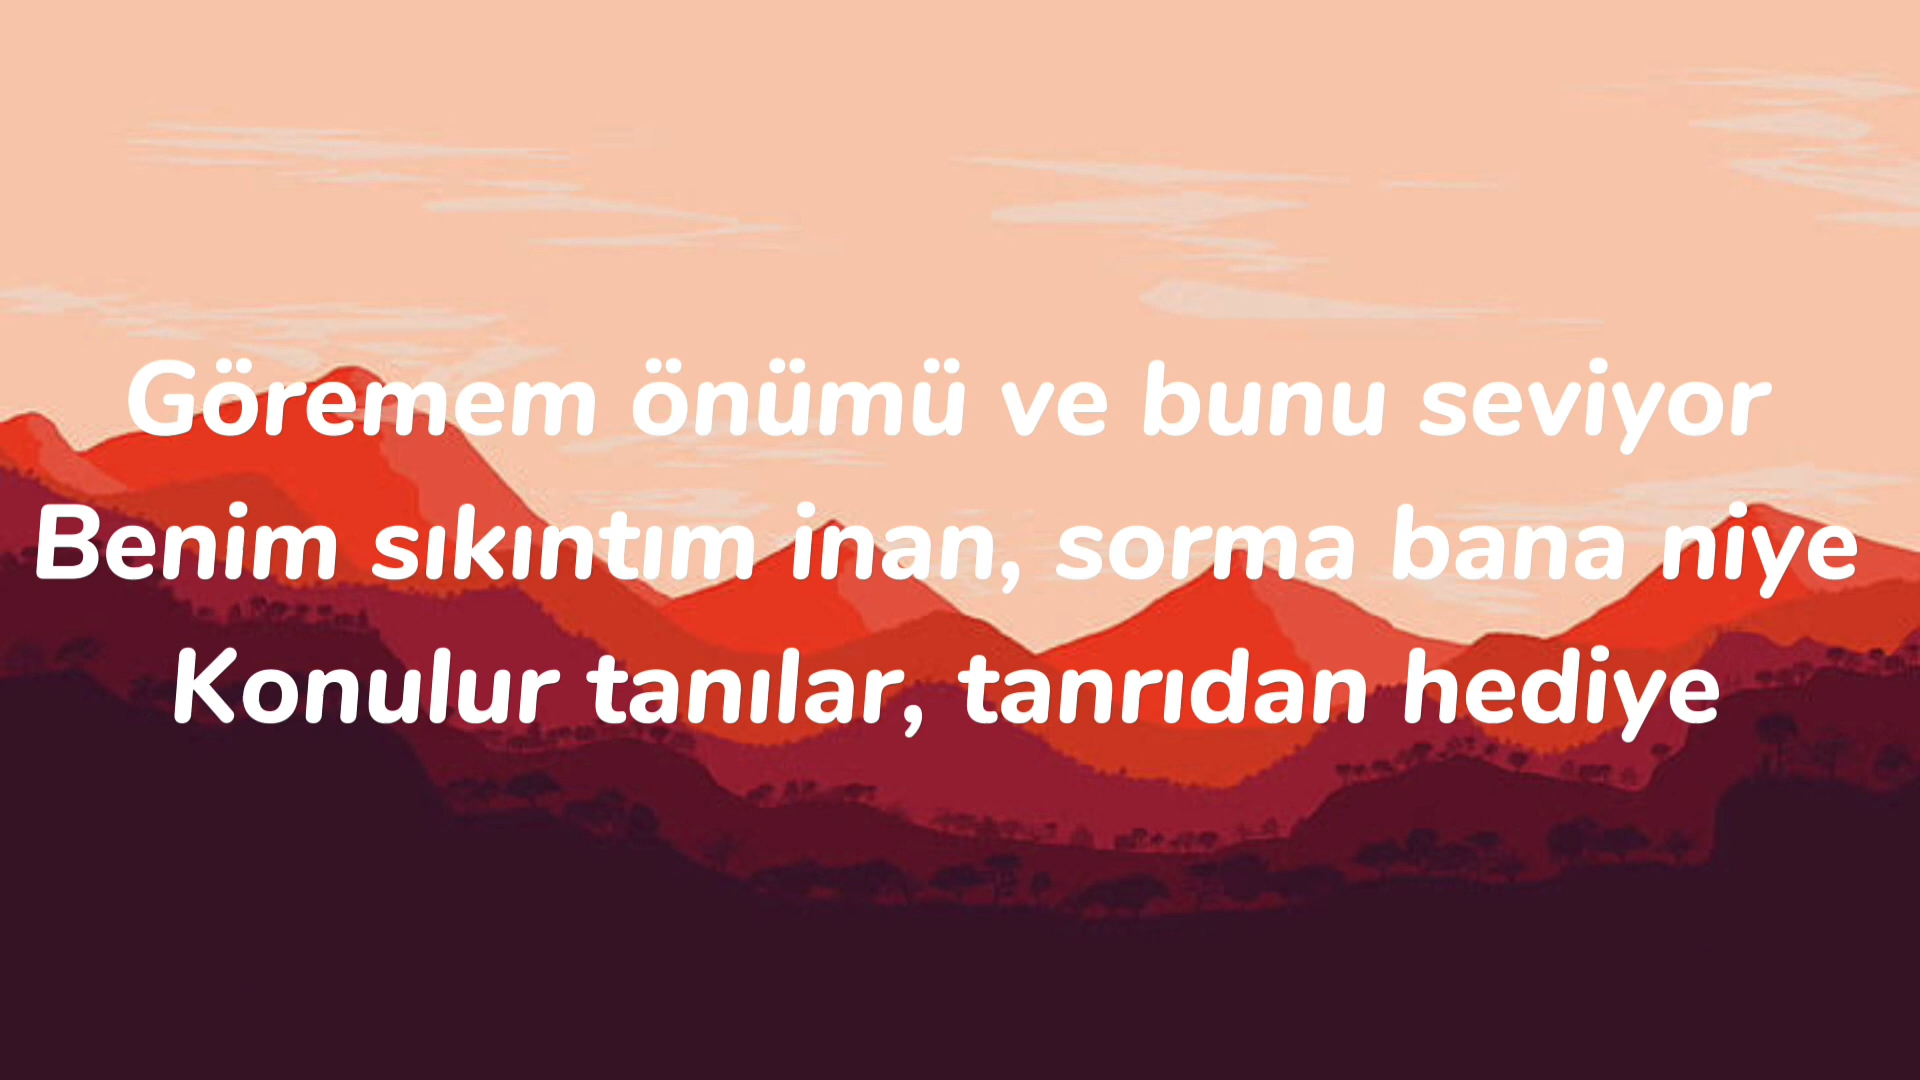 Göremem önümü ve bunu seviyor
Benim sıkıntım inan, sorma bana niye
Konulur tanılar, tanrıdan hediye